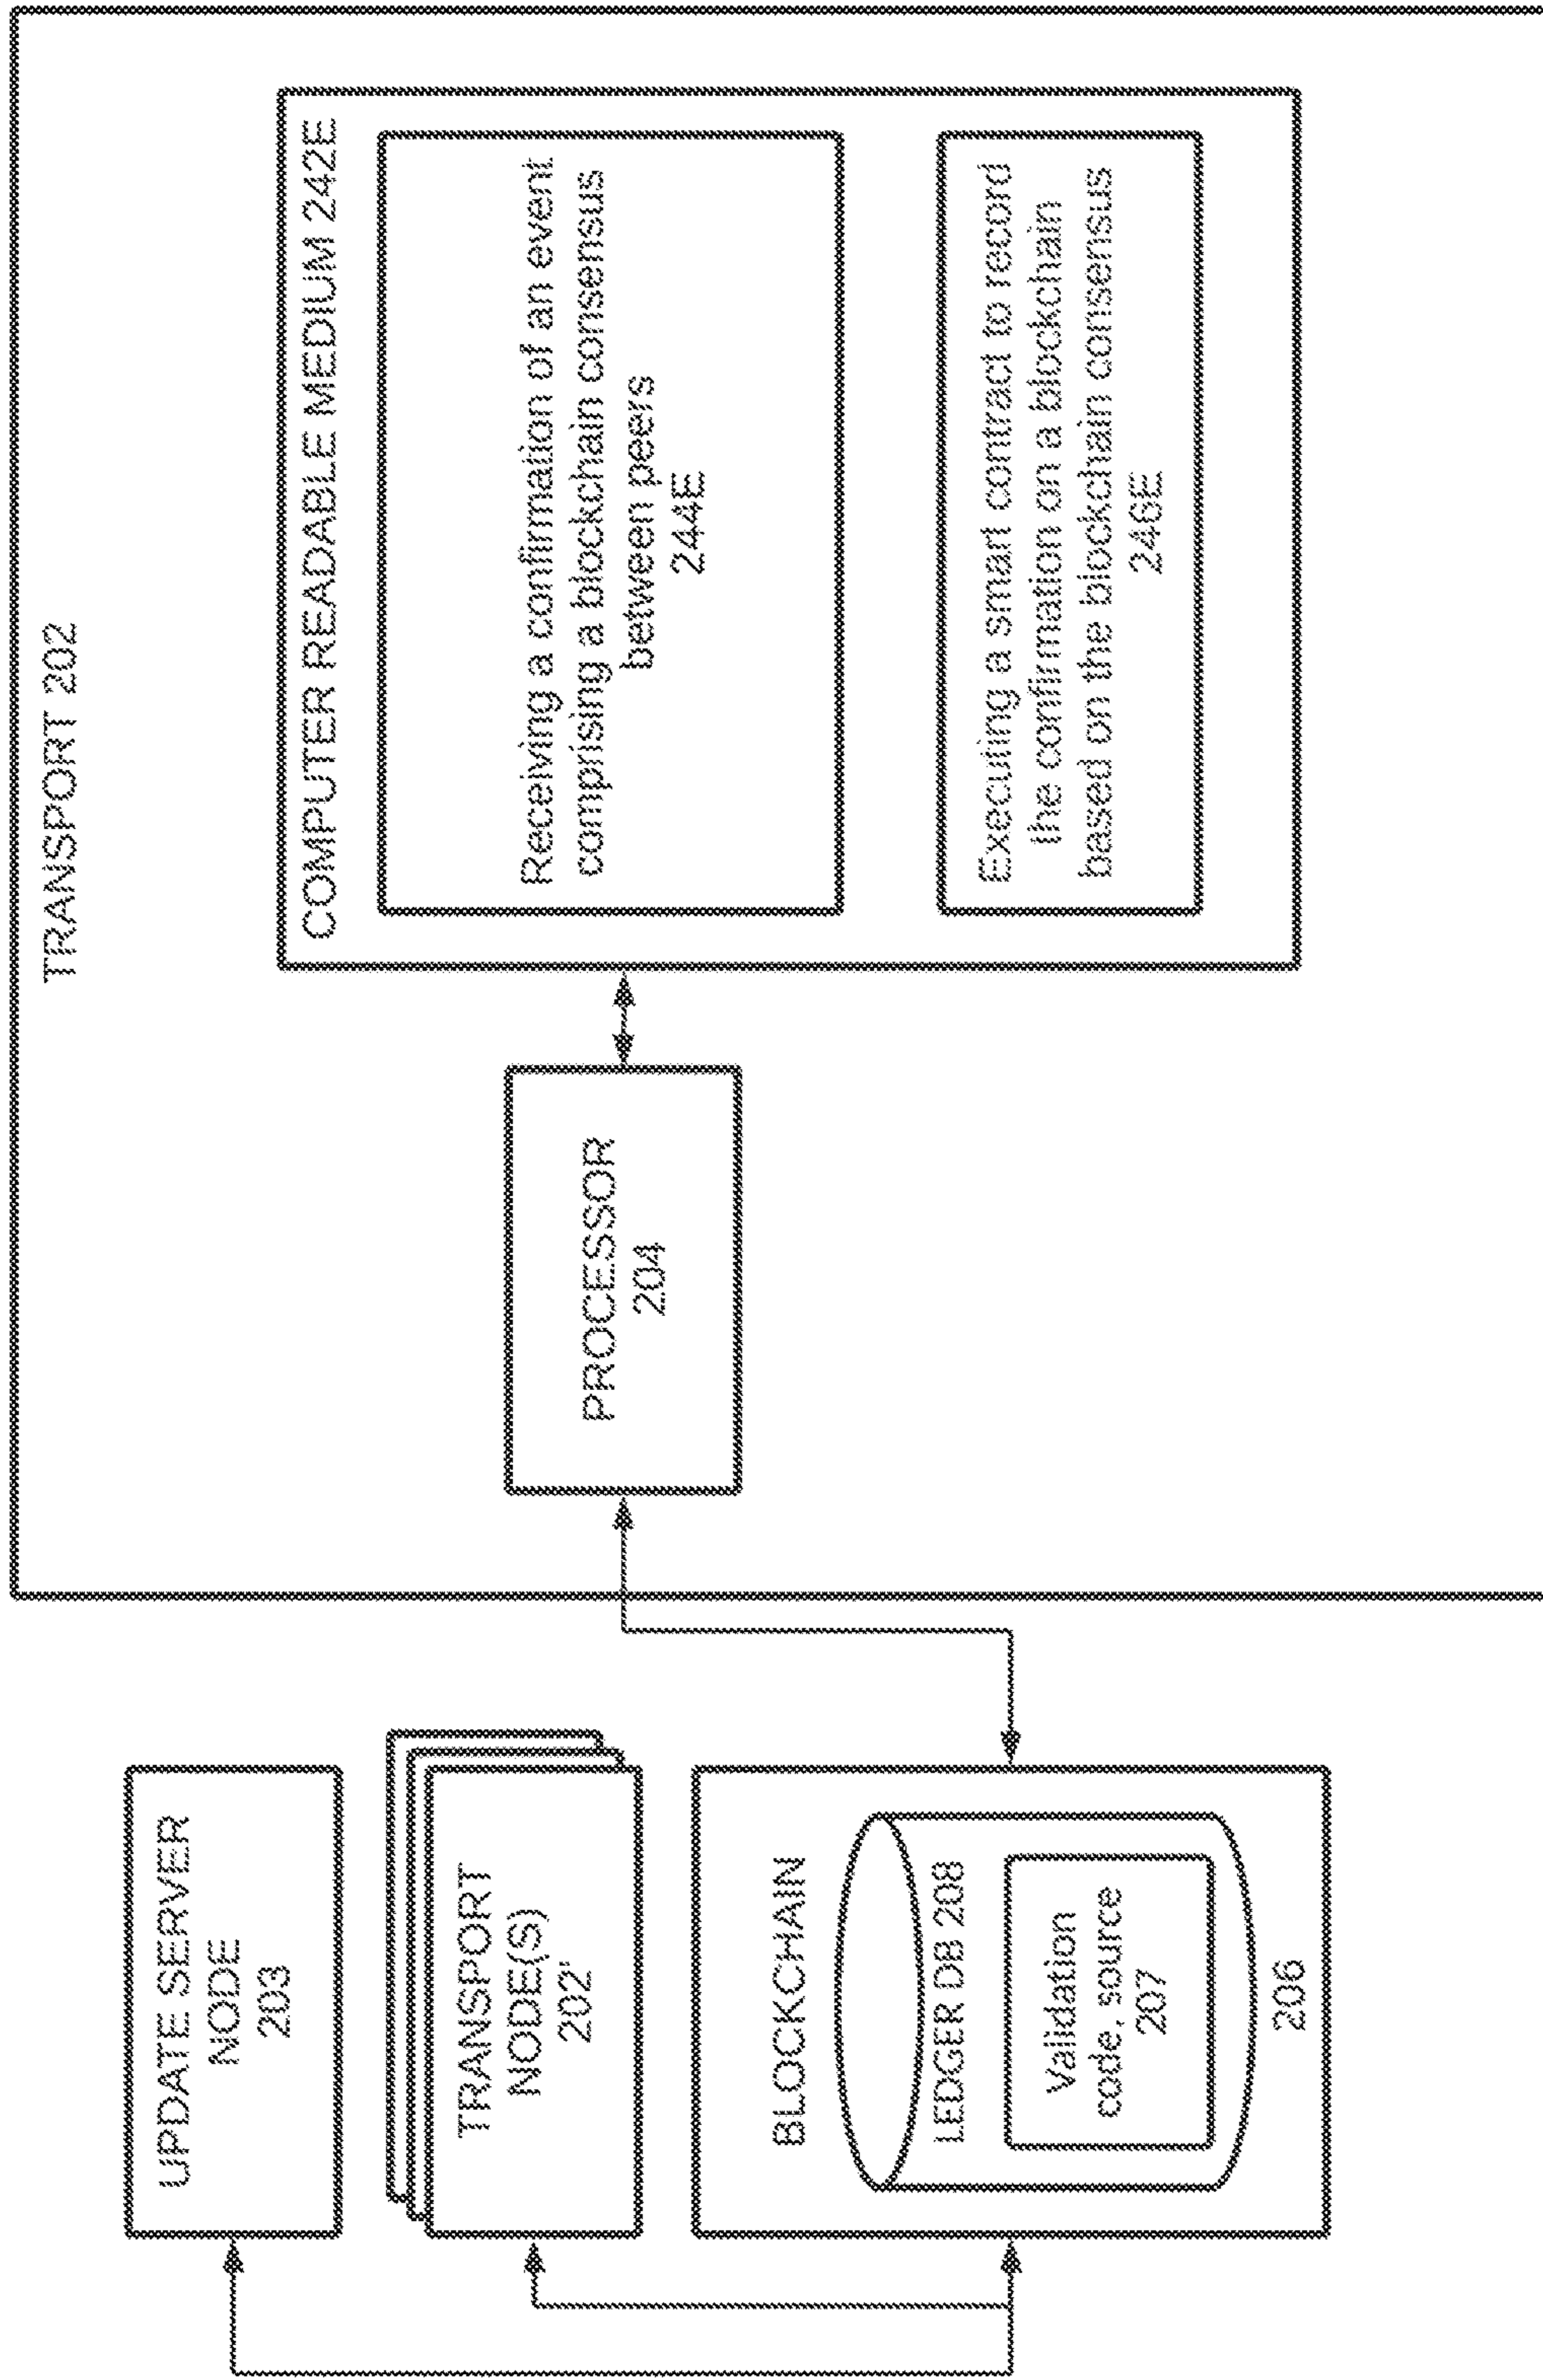 UPDATE SERVER
NODE
203
TRANSPORT
NODE(S)
202'
BLOCKCHAIN
LEDGER DB 208
Validation
code, source
207
206
TRANSPORT 202
PROCESSOR
204
COMPUTER READABLE MEDIUM 242E
Receiving a confirmation of an event
comprising a blockchain consensus
between peers
244E
Executing a smart contract to record
the confirmation on a blockchain
based on the blockchain consensus
246E